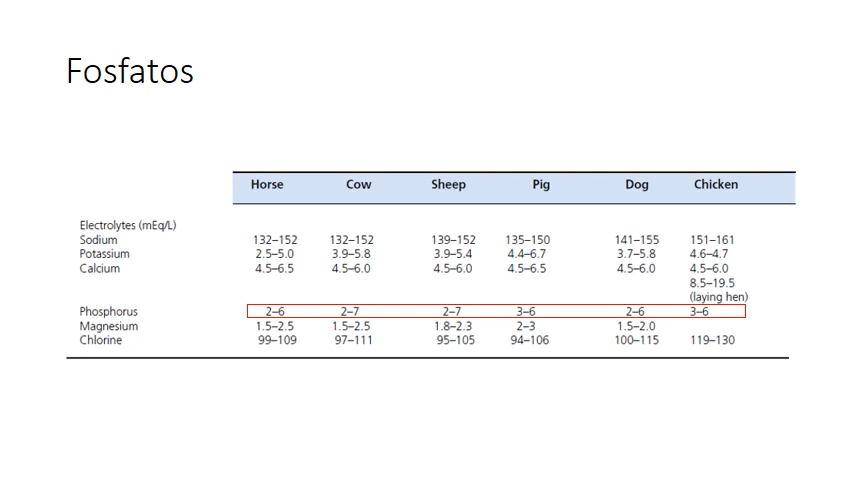 Fosfatos
Horse Cow Sheep Pig Dog Chicken
Electrolytes (mEq/L)
Sodium 132–152 132–152 139–152 135–150 141–155 151–161
Potassium 2.5–5.0 3.9–5.8 3.9–5.4 4.4–6.7 3.7–5.8 4.6–4.7
Calcium 4.5–6.5 4.5–6.0 4.5–6.0 4.5–6.5 4.5–6.0 4.5–6.0
8.5–19.5
(laying hen)
Phosphorus 2–6 2–7 2–7 3–6 2–6 3–6
Magnesium 1.5–2.5 1.5–2.5 1.8–2.3 2–3 1.5–2.0
Chlorine 99–109 97–111 95–105 94–106 100–115 119–130